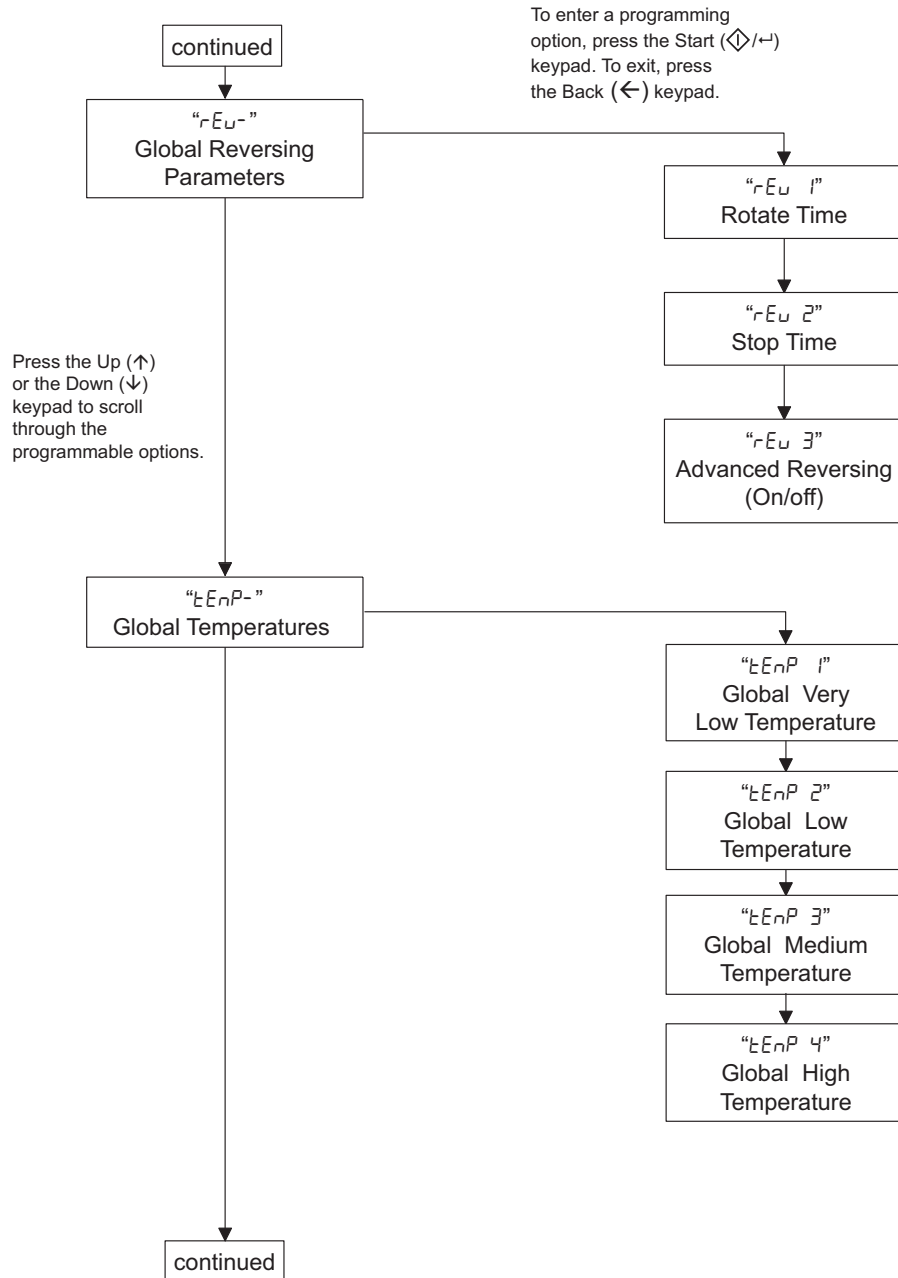 continued
To enter a programming
option, press the Start (/↵)
keypad. To exit, press
the Back (←) keypad.
“rEu-”
Global Reversing
Parameters
“rEu 1”
Rotate Time
“rEu 2”
Stop Time
“rEu 3”
Advanced Reversing
(On/off)
Press the Up (↑)
or the Down (↓)
keypad to scroll
through the
programmable options.
“tEnP-”
Global Temperatures
“tEnP 1”
Global Very
Low Temperature
“tEnP 2”
Global Low
Temperature
“tEnP 3”
Global Medium
Temperature
“tEnP 4”
Global High
Temperature
continued